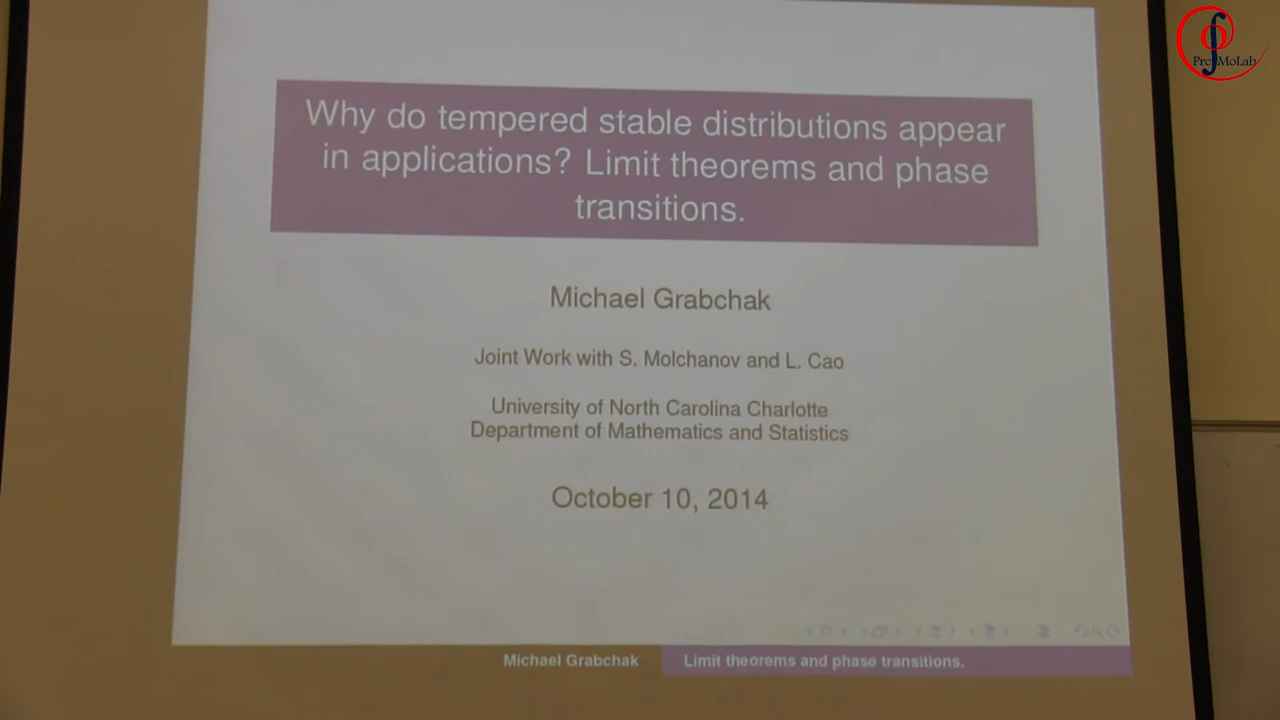 PreMoLab
Why do tempered stable distributions appear
in applications? Limit theorems and phase
transitions.
Michael Grabchak
Joint Work with S. Molchanov and L. Cao
University of North Carolina Charlotte
Department of Mathematics and Statistics
October 10, 2014
Michael Grabchak Limit theorems and phase transitions.